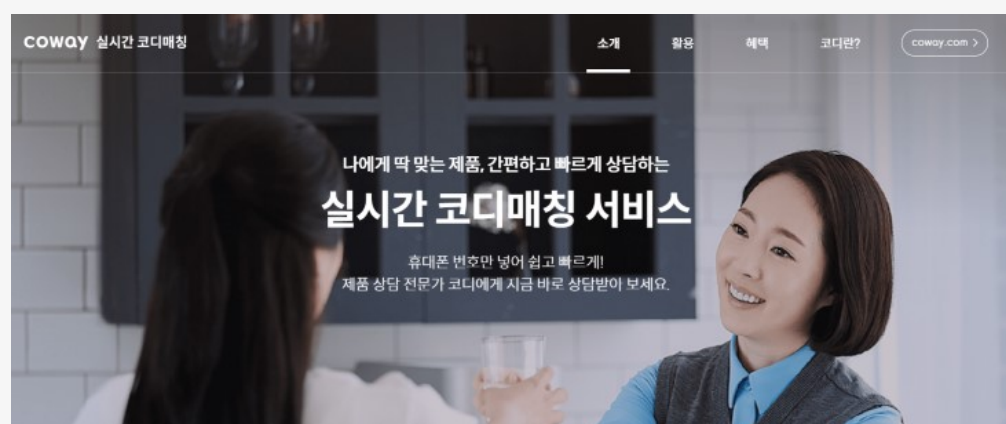 coway 실시간 코디매칭
소개 활용 혜택 코디란? coway.com >
나에게 딱 맞는 제품, 간편하고 빠르게 상담하는
실시간 코디매칭 서비스
휴대폰 번호만 넣어 쉽고 빠르게!
제품 상담 전문가 코디에게 지금 바로 상담받아 보세요.